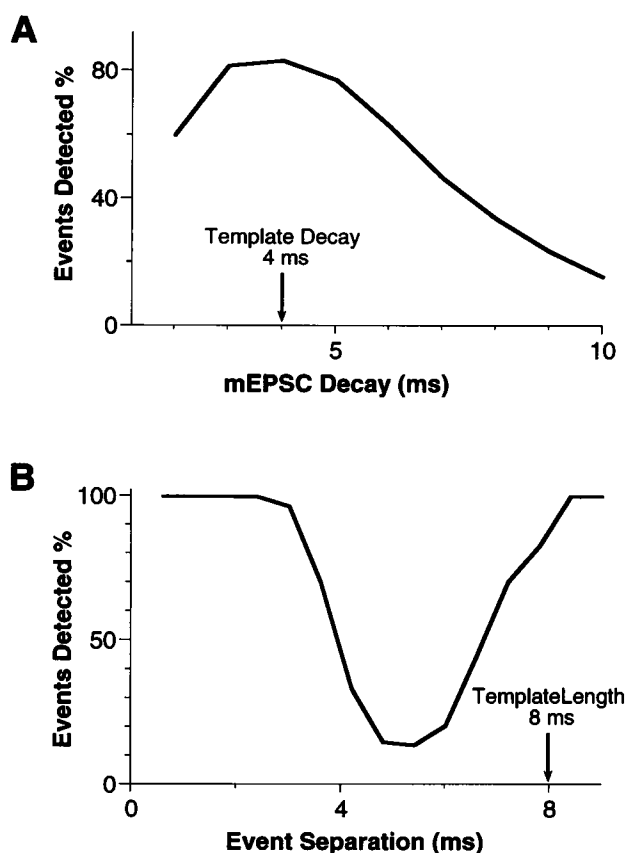 A
Events Detected %
80
40
0
Template Decay
4 ms
5
10
mEPSC Decay (ms)
B
Events Detected %
100
50
0
TemplateLength
8 ms
0
4
8
Event Separation (ms)